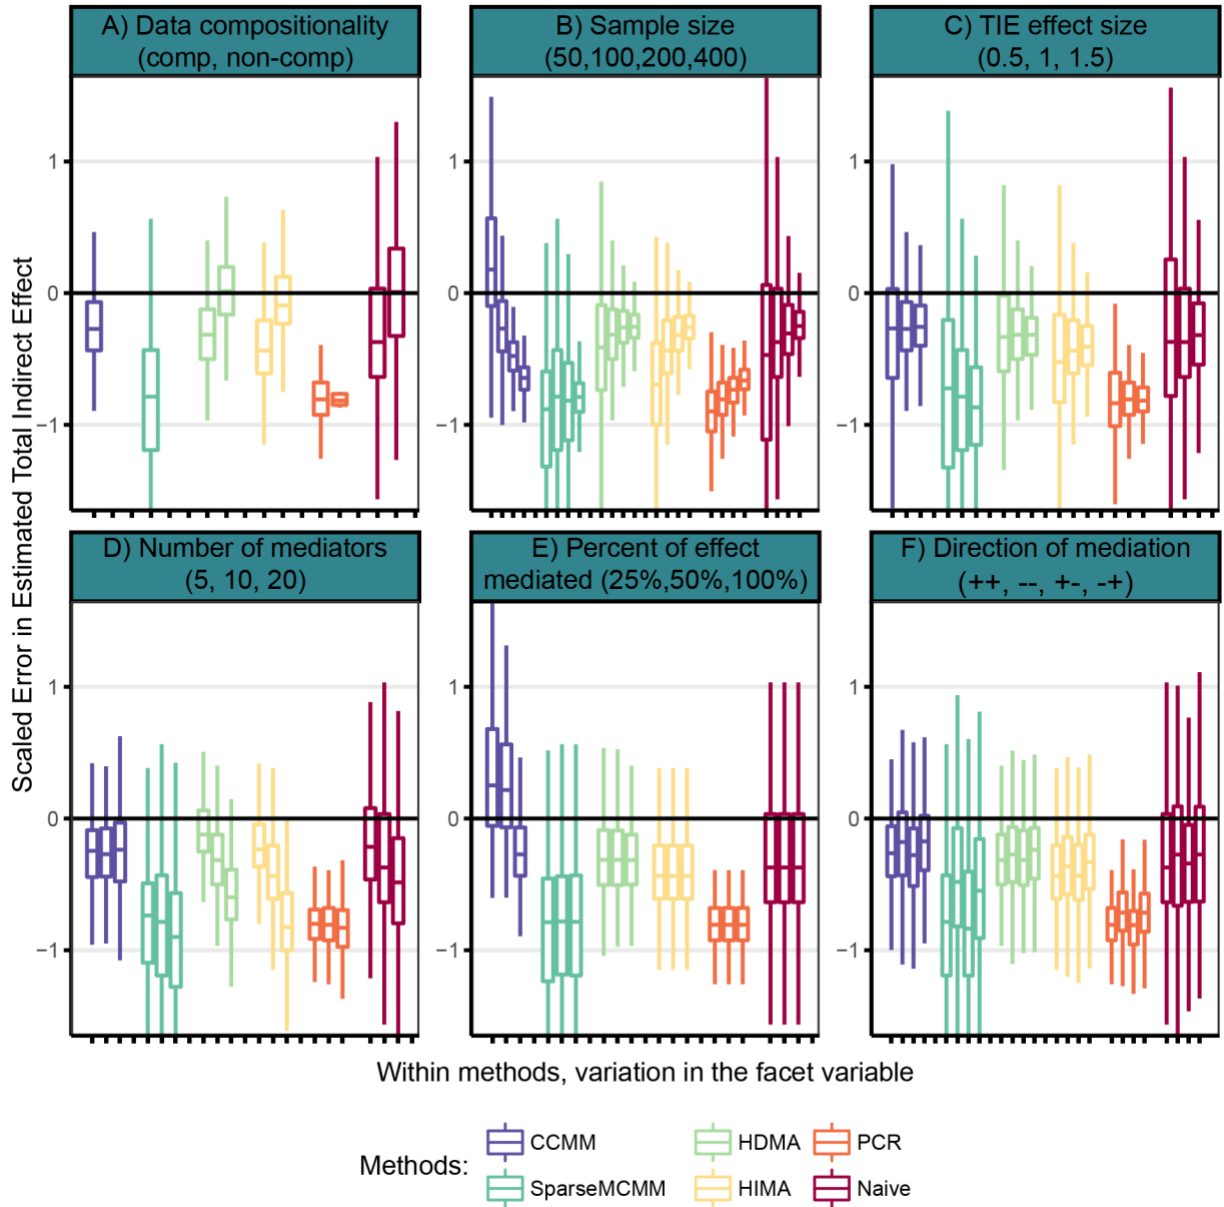 A) Data compositionality
(comp, non-comp)
B) Sample size
(50,100,200,400)
C) TIE effect size
(0.5, 1, 1.5)
1
0
−1
1
0
−1
1
0
−1
D) Number of mediators
(5, 10, 20)
E) Percent of effect
mediated (25%,50%,100%)
F) Direction of mediation
(++, --, +-, -+)
1
0
−1
1
0
−1
1
0
−1
Scaled Error in Estimated Total Indirect Effect
Within methods, variation in the facet variable
Methods:
CCMM
HDMA
PCR
SparseMCMM
HIMA
Naive